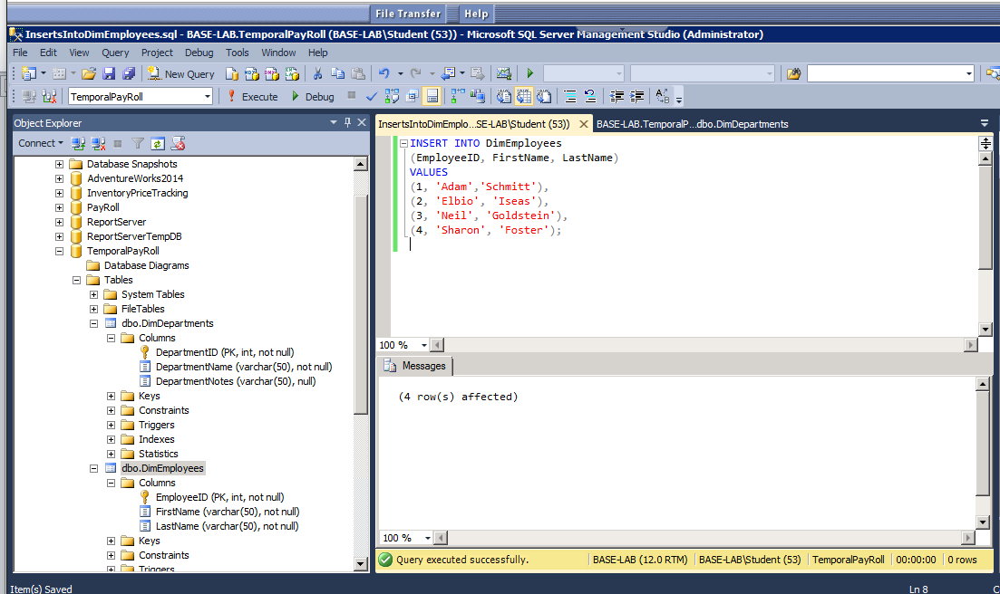 File Transfer Help
InsertsIntoDimEmployees.sql - BASE-LAB.TemporalPayRoll (BASE-LAB\Student (53)) - Microsoft SQL Server Management Studio (Administrator)
File Edit View Query Project Debug Tools Window Help
New Query
TemporalPayRoll Execute Debug
Object Explorer
Connect
Database Snapshots
AdventureWorks2014
InventoryPriceTracking
PayRoll
ReportServer
ReportServerTempDB
TemporalPayRoll
Database Diagrams
Tables
System Tables
FileTables
dbo.DimDepartments
Columns
DepartmentID (PK, int, not null)
DepartmentName (varchar(50), not null)
DepartmentNotes (varchar(50), null)
Keys
Constraints
Triggers
Indexes
Statistics
dbo.DimEmployees
Columns
EmployeeID (PK, int, not null)
FirstName (varchar(50), not null)
LastName (varchar(50), not null)
Keys
Constraints
Triggers
InsertsIntoDimEmplo...SE-LAB\Student (53)) BASE-LAB.TemporalP...dbo.DimDepartments
INSERT INTO DimEmployees
(EmployeeID, FirstName, LastName)
VALUES
(1, 'Adam','Schmitt'),
(2, 'Elbio', 'Iseas'),
(3, 'Neil', 'Goldstein'),
(4, 'Sharon', 'Foster');
100 %
Messages
(4 row(s) affected)
100 %
Query executed successfully. BASE-LAB (12.0 RTM) BASE-LAB\Student (53) TemporalPayRoll 00:00:00 0 rows
Item(s) Saved Ln 8